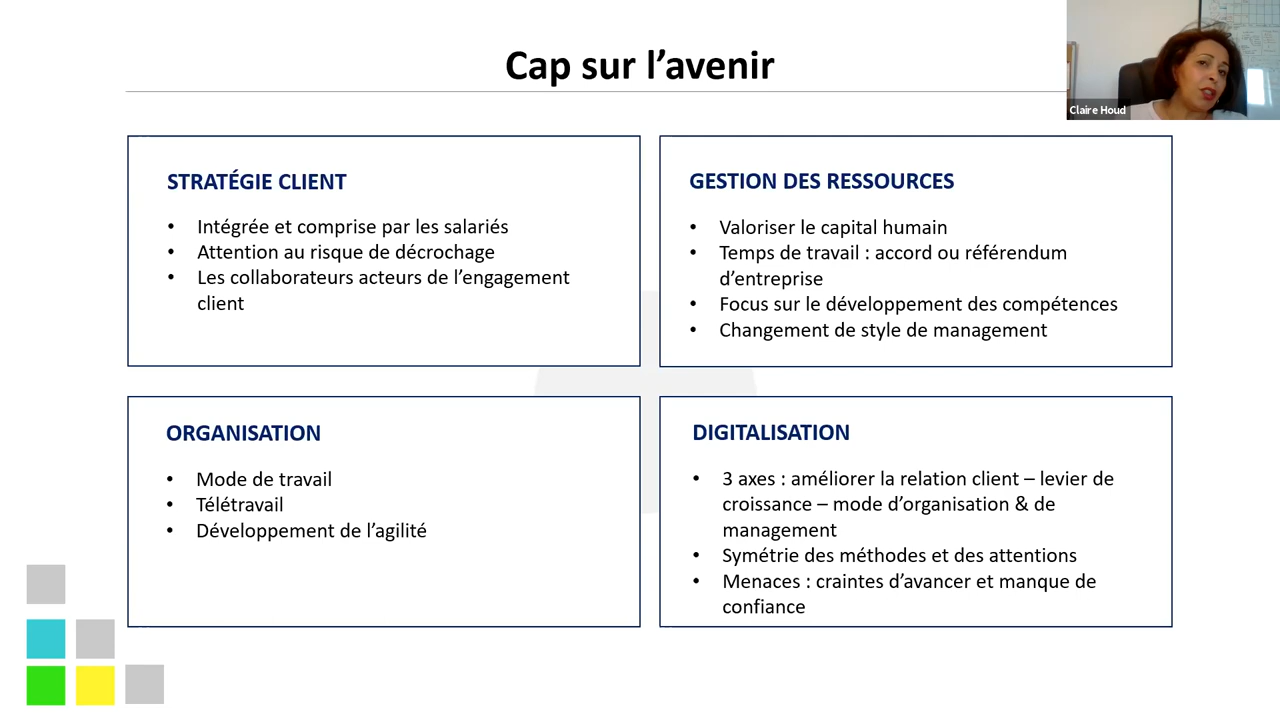 Cap sur l’avenir
Claire Houd
STRATÉGIE CLIENT
• Intégrée et comprise par les salariés
• Attention au risque de décrochage
• Les collaborateurs acteurs de l’engagement
client
GESTION DES RESSOURCES
• Valoriser le capital humain
• Temps de travail : accord ou référendum
d’entreprise
• Focus sur le développement des compétences
• Changement de style de management
ORGANISATION
• Mode de travail
• Télétravail
• Développement de l’agilité
DIGITALISATION
• 3 axes : améliorer la relation client – levier de
croissance – mode d’organisation & de
management
• Symétrie des méthodes et des attentions
• Menaces : craintes d’avancer et manque de
confiance